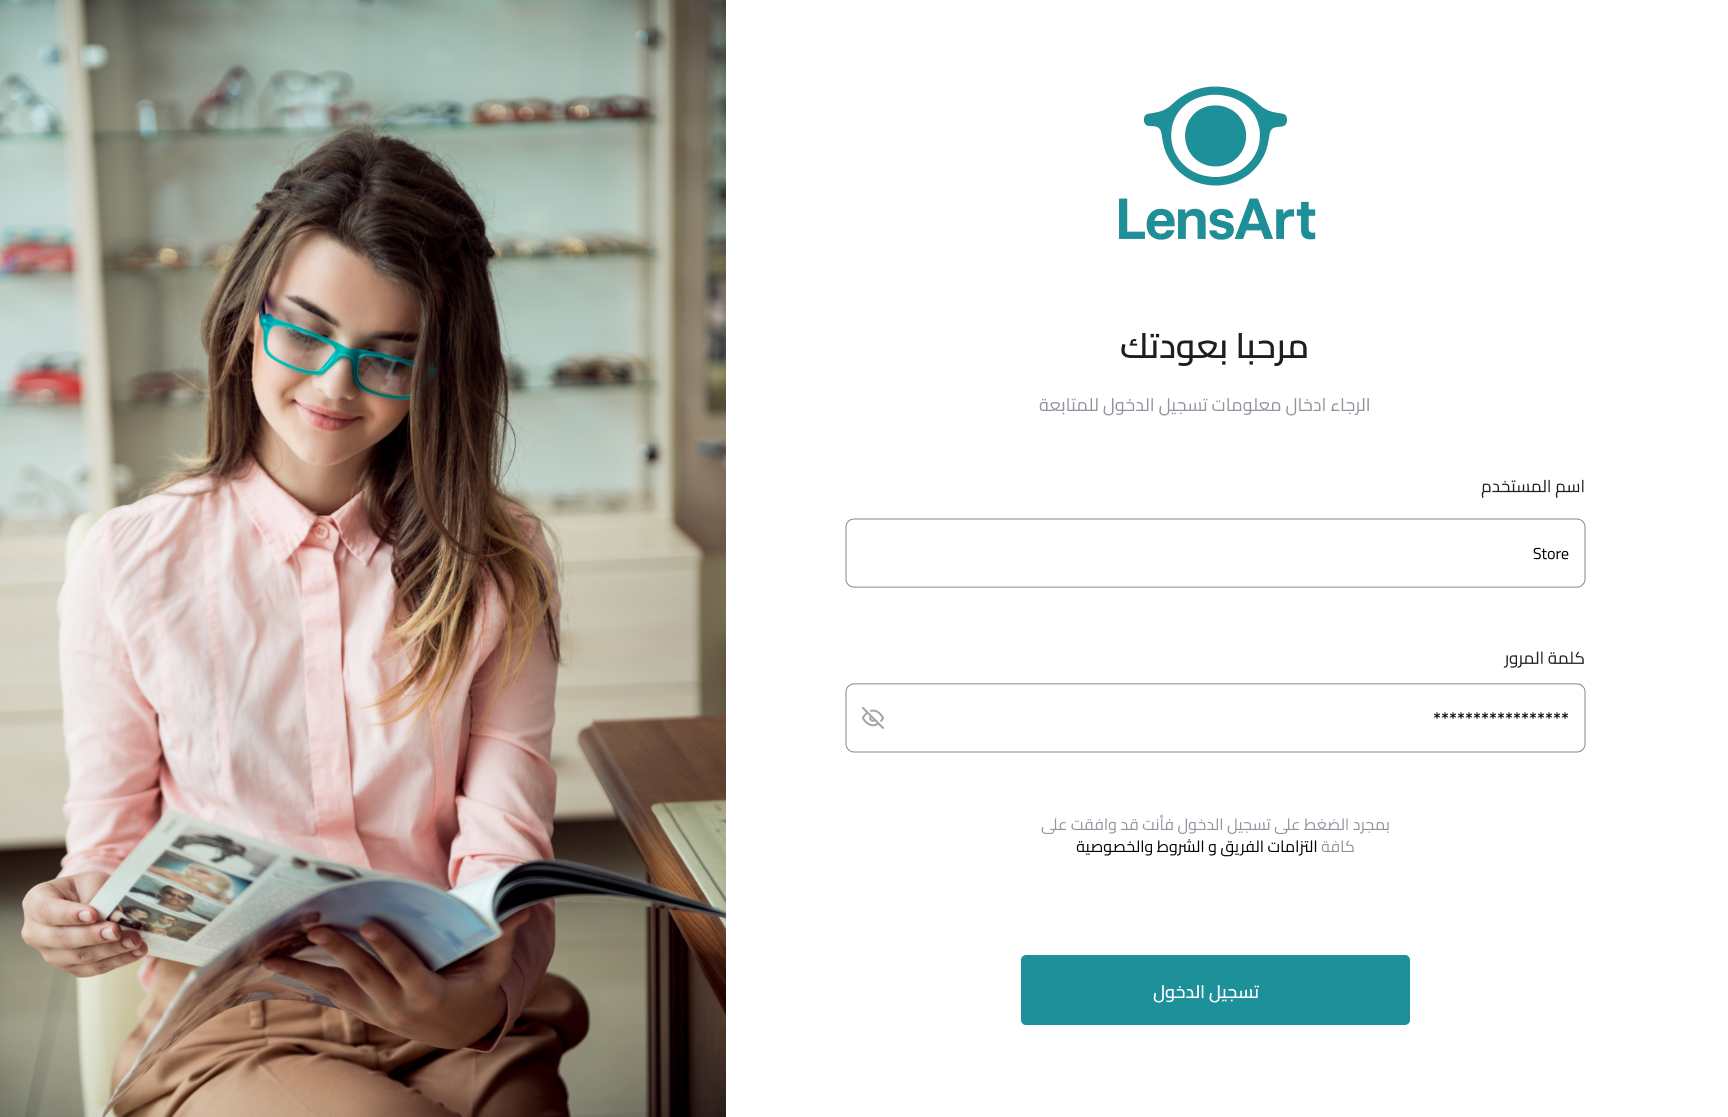 LensArt
مرحبا بعودتك
الرجاء ادخال معلومات تسجيل الدخول للمتابعة
اسم المستخدم
Store
كلمة المرور
*****************
بمجرد الضغط على تسجيل الدخول فأنت قد وافقت على
كافة التزامات الفريق و الشروط والخصوصية
تسجيل الدخول